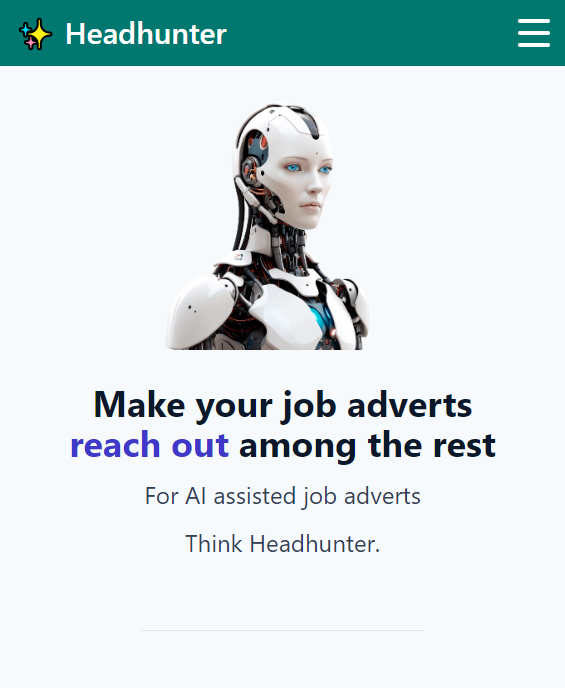 Headhunter
Make your job adverts
reach out among the rest
For AI assisted job adverts
Think Headhunter.